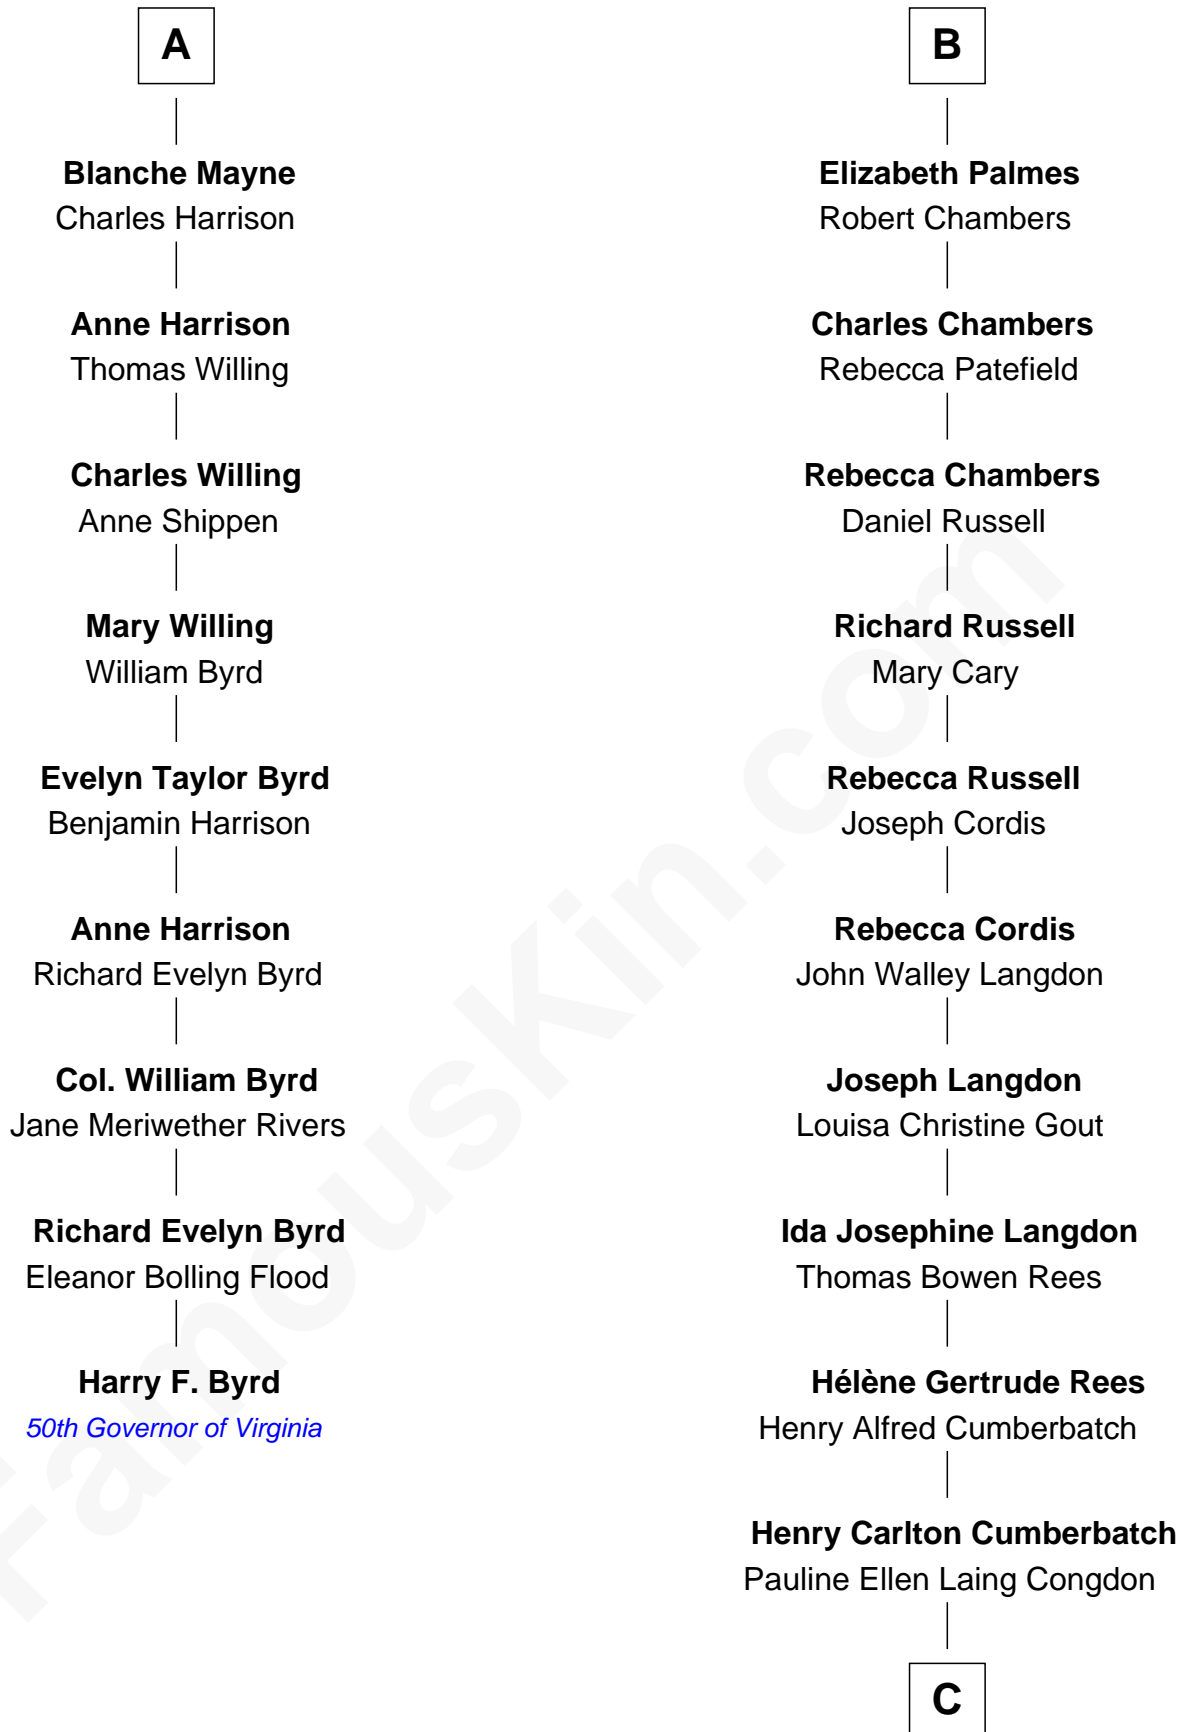 A
Blanche Mayne
Charles Harrison
Anne Harrison
Thomas Willing
Charles Willing
Anne Shippen
Mary Willing
William Byrd
Evelyn Taylor Byrd
Benjamin Harrison
Anne Harrison
Richard Evelyn Byrd
Col. William Byrd
Jane Meriwether Rivers
Richard Evelyn Byrd
Eleanor Bolling Flood
Harry F. Byrd
50th Governor of Virginia
B
Elizabeth Palmes
Robert Chambers
Charles Chambers
Rebecca Patefield
Rebecca Chambers
Daniel Russell
Richard Russell
Mary Cary
Rebecca Russell
Joseph Cordis
Rebecca Cordis
John Walley Langdon
Joseph Langdon
Louisa Christine Gout
Ida Josephine Langdon
Thomas Bowen Rees
Hélène Gertrude Rees
Henry Alfred Cumberbatch
Henry Carlton Cumberbatch
Pauline Ellen Laing Congdon
C
FamousKin.com